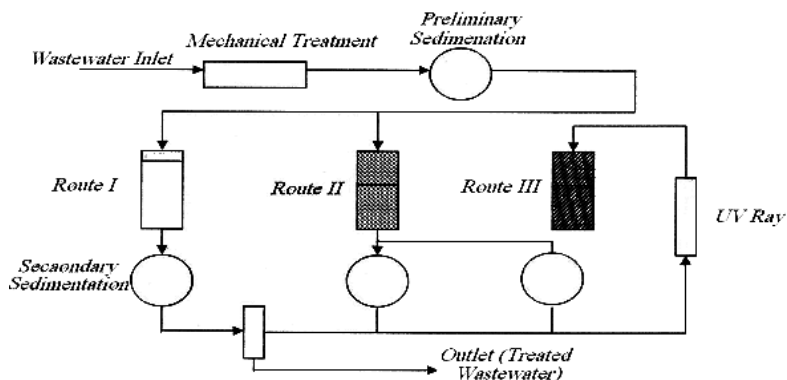 Preliminary
Sedimenation
Mechanical Treatment
Wastewater Inlet
Route I
Route II
Route III
UV Ray
Secaondary
Sedimentation
Outlet (Treated
Wastewater)